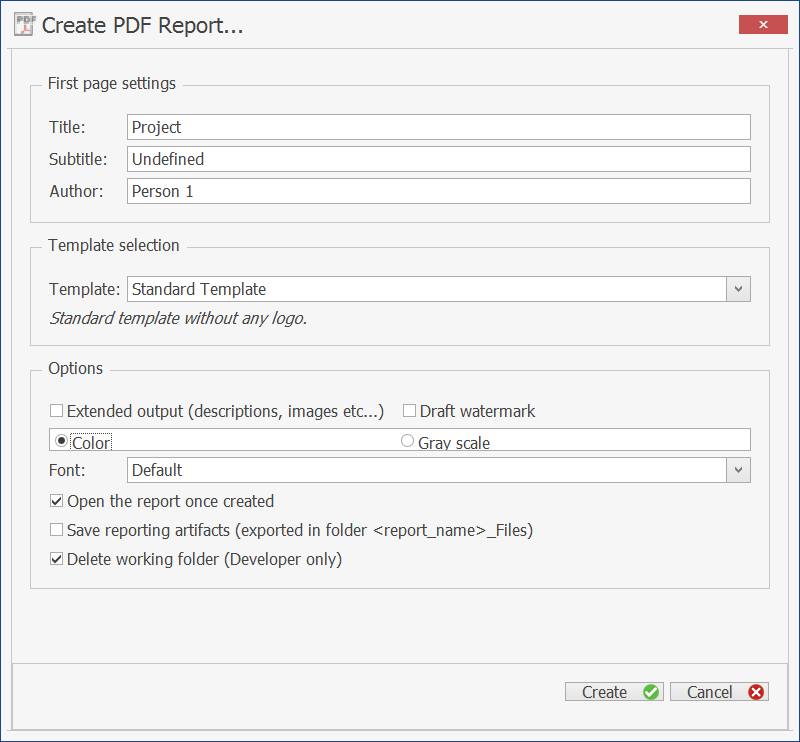 PDF
Create PDF Report...
First page settings
Title: Project
Subtitle: Undefined
Author: Person 1
Template selection
Template: Standard Template
Standard template without any logo.
Options
Extended output (descriptions, images etc...) Draft watermark
Color Gray scale
Font: Default
Open the report once created
Save reporting artifacts (exported in folder <report_name>_Files)
Delete working folder (Developer only)
Create Cancel